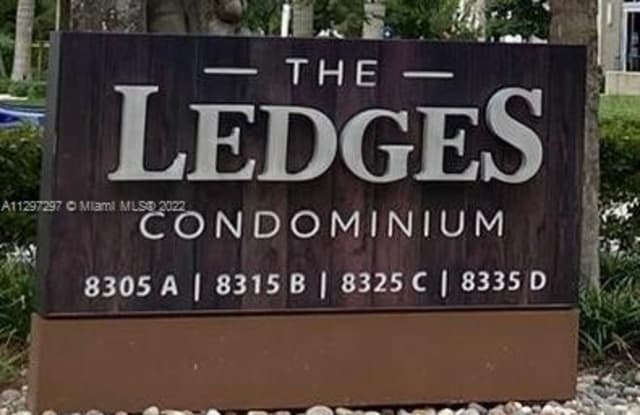 THE
LEDGES
A11297297 © Miami MLS® 2022
CONDOMINIUM
8305 A | 8315 B | 8325 C | 8335 D